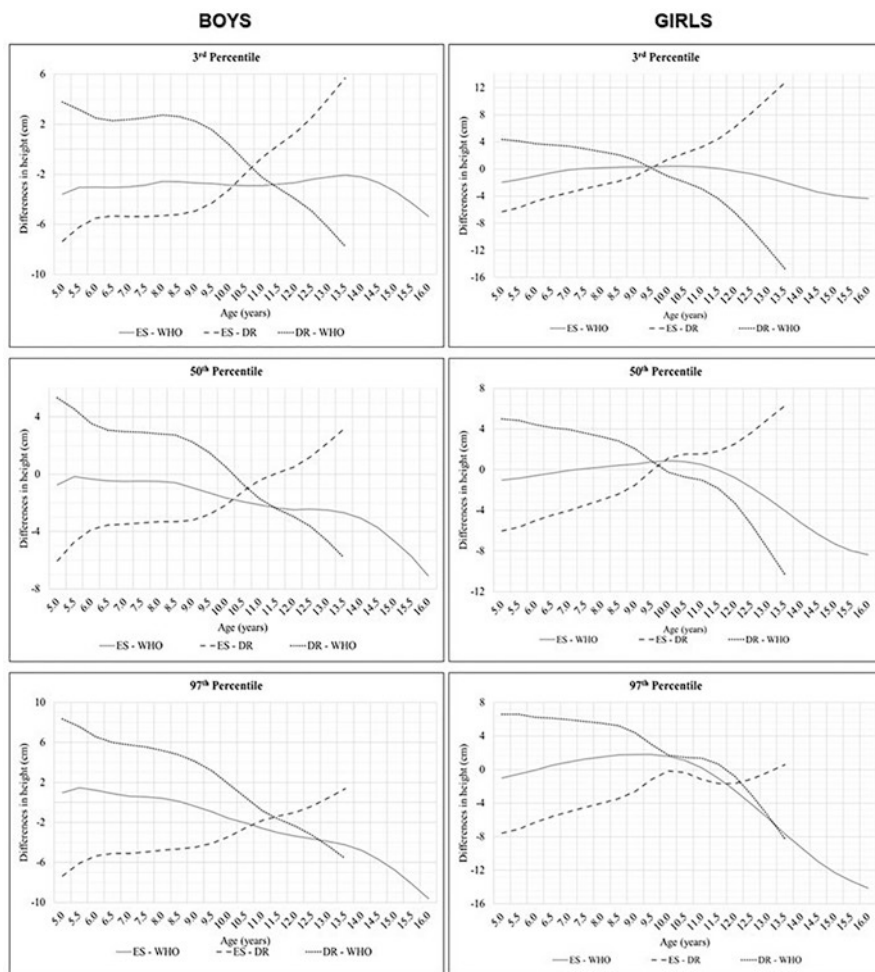 BOYS
GIRLS
3rd Percentile
Differences in height (cm)
6
2
-2
-6
-10
5.0 5.5 6.0 6.5 7.0 7.5 8.0 8.5 9.0 9.5 10.0 10.5 11.0 11.5 12.0 12.5 13.0 13.5 14.0 14.5 15.0 15.5 16.0
Age (years)
ES - WHO ES - DR DR - WHO
3rd Percentile
Differences in height (cm)
12
8
4
0
-4
-8
-12
-16
5.0 5.5 6.0 6.5 7.0 7.5 8.0 8.5 9.0 9.5 10.0 10.5 11.0 11.5 12.0 12.5 13.0 13.5 14.0 14.5 15.0 15.5 16.0
Age (years)
ES - WHO ES - DR DR - WHO
50th Percentile
Differences in height (cm)
4
0
-4
-8
5.0 5.5 6.0 6.5 7.0 7.5 8.0 8.5 9.0 9.5 10.0 10.5 11.0 11.5 12.0 12.5 13.0 13.5 14.0 14.5 15.0 15.5 16.0
Age (years)
ES - WHO ES - DR DR - WHO
50th Percentile
Differences in height (cm)
8
4
0
-4
-8
-12
5.0 5.5 6.0 6.5 7.0 7.5 8.0 8.5 9.0 9.5 10.0 10.5 11.0 11.5 12.0 12.5 13.0 13.5 14.0 14.5 15.0 15.5 16.0
Age (years)
ES - WHO ES - DR DR - WHO
97th Percentile
Differences in height (cm)
10
6
2
-2
-6
-10
5.0 5.5 6.0 6.5 7.0 7.5 8.0 8.5 9.0 9.5 10.0 10.5 11.0 11.5 12.0 12.5 13.0 13.5 14.0 14.5 15.0 15.5 16.0
Age (years)
ES - WHO ES - DR DR - WHO
97th Percentile
Differences in height (cm)
8
4
0
-4
-8
-12
-16
5.0 5.5 6.0 6.5 7.0 7.5 8.0 8.5 9.0 9.5 10.0 10.5 11.0 11.5 12.0 12.5 13.0 13.5 14.0 14.5 15.0 15.5 16.0
Age (years)
ES - WHO ES - DR DR - WHO